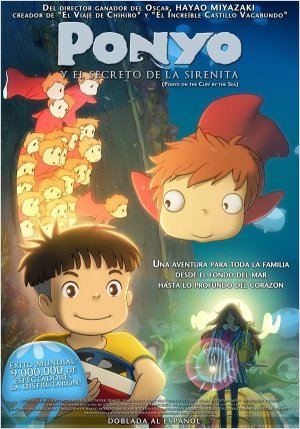 DEL DIRECTOR GANADOR DEL OSCAR, HAYAO MIYAZAKI
CREADOR DE "EL VIAJE DE CHIHIRO" Y "EL INCREÍBLE CASTILLO VAGABUNDO"
PONYO
Y EL SECRETO DE LA SIRENITA
(PONYO ON THE CLIFF BY THE SEA)
UNA AVENTURA PARA TODA LA FAMILIA
DESDE EL FONDO DEL MAR
HASTA LO PROFUNDO DEL CORAZON
ÉXITO MUNDIAL
9,000,000 DE
ESPECTADORES
LA DISFRUTARON.
DOBLADA AL ESPAÑOL